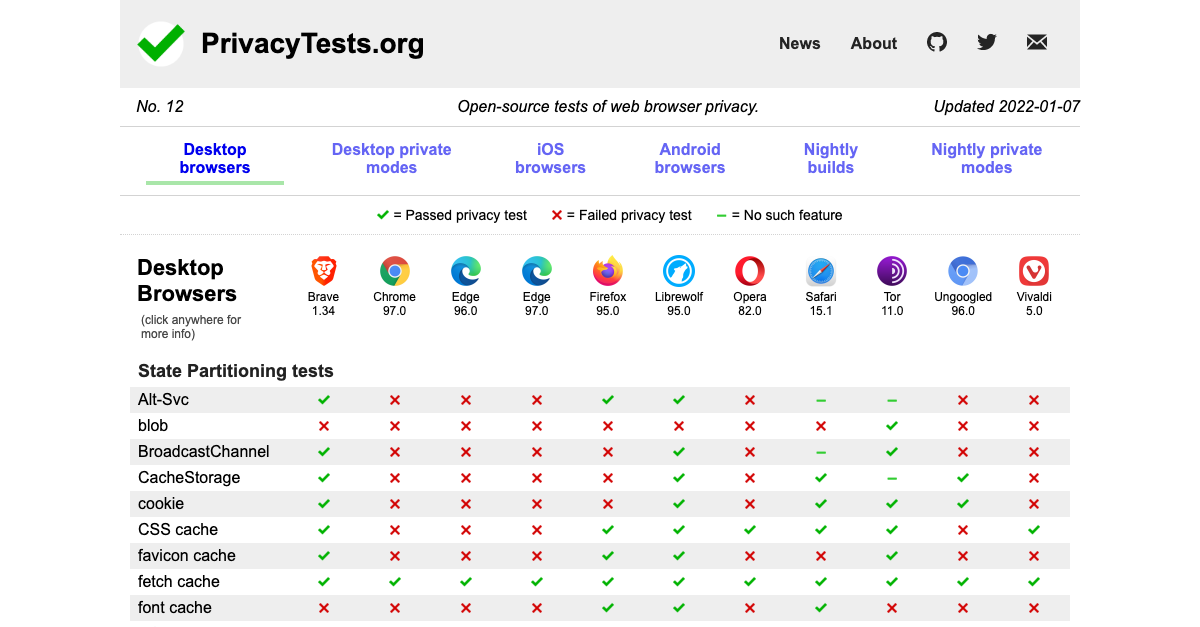 PrivacyTests.org
News About
No. 12 Open-source tests of web browser privacy. Updated 2022-01-07
Desktop browsers Desktop private modes iOS browsers Android browsers Nightly builds Nightly private modes
✓ = Passed privacy test ✕ = Failed privacy test – = No such feature
Desktop Browsers
(click anywhere for more info)
Brave 1.34
Chrome 97.0
Edge 96.0
Edge 97.0
Firefox 95.0
Librewolf 95.0
Opera 82.0
Safari 15.1
Tor 11.0
Ungoogled 96.0
Vivaldi 5.0
State Partitioning tests
Alt-Svc ✓ ✕ ✕ ✕ ✓ ✓ ✕ – – ✕ ✕
blob ✕ ✕ ✕ ✕ ✕ ✕ ✕ ✕ ✓ ✕ ✕
BroadcastChannel ✓ ✕ ✕ ✕ ✕ ✓ ✕ – ✓ ✕ ✕
CacheStorage ✓ ✕ ✕ ✕ ✕ ✓ ✕ ✓ – ✓ ✕
cookie ✓ ✕ ✕ ✕ ✕ ✓ ✕ ✓ ✓ ✓ ✕
CSS cache ✓ ✕ ✕ ✕ ✓ ✓ ✓ ✓ ✓ ✕ ✓
favicon cache ✓ ✕ ✕ ✕ ✓ ✓ ✕ ✕ ✓ ✕ ✕
fetch cache ✓ ✓ ✓ ✓ ✓ ✓ ✓ ✓ ✓ ✓ ✓
font cache ✕ ✕ ✕ ✕ ✓ ✓ ✕ ✓ ✕ ✕ ✕